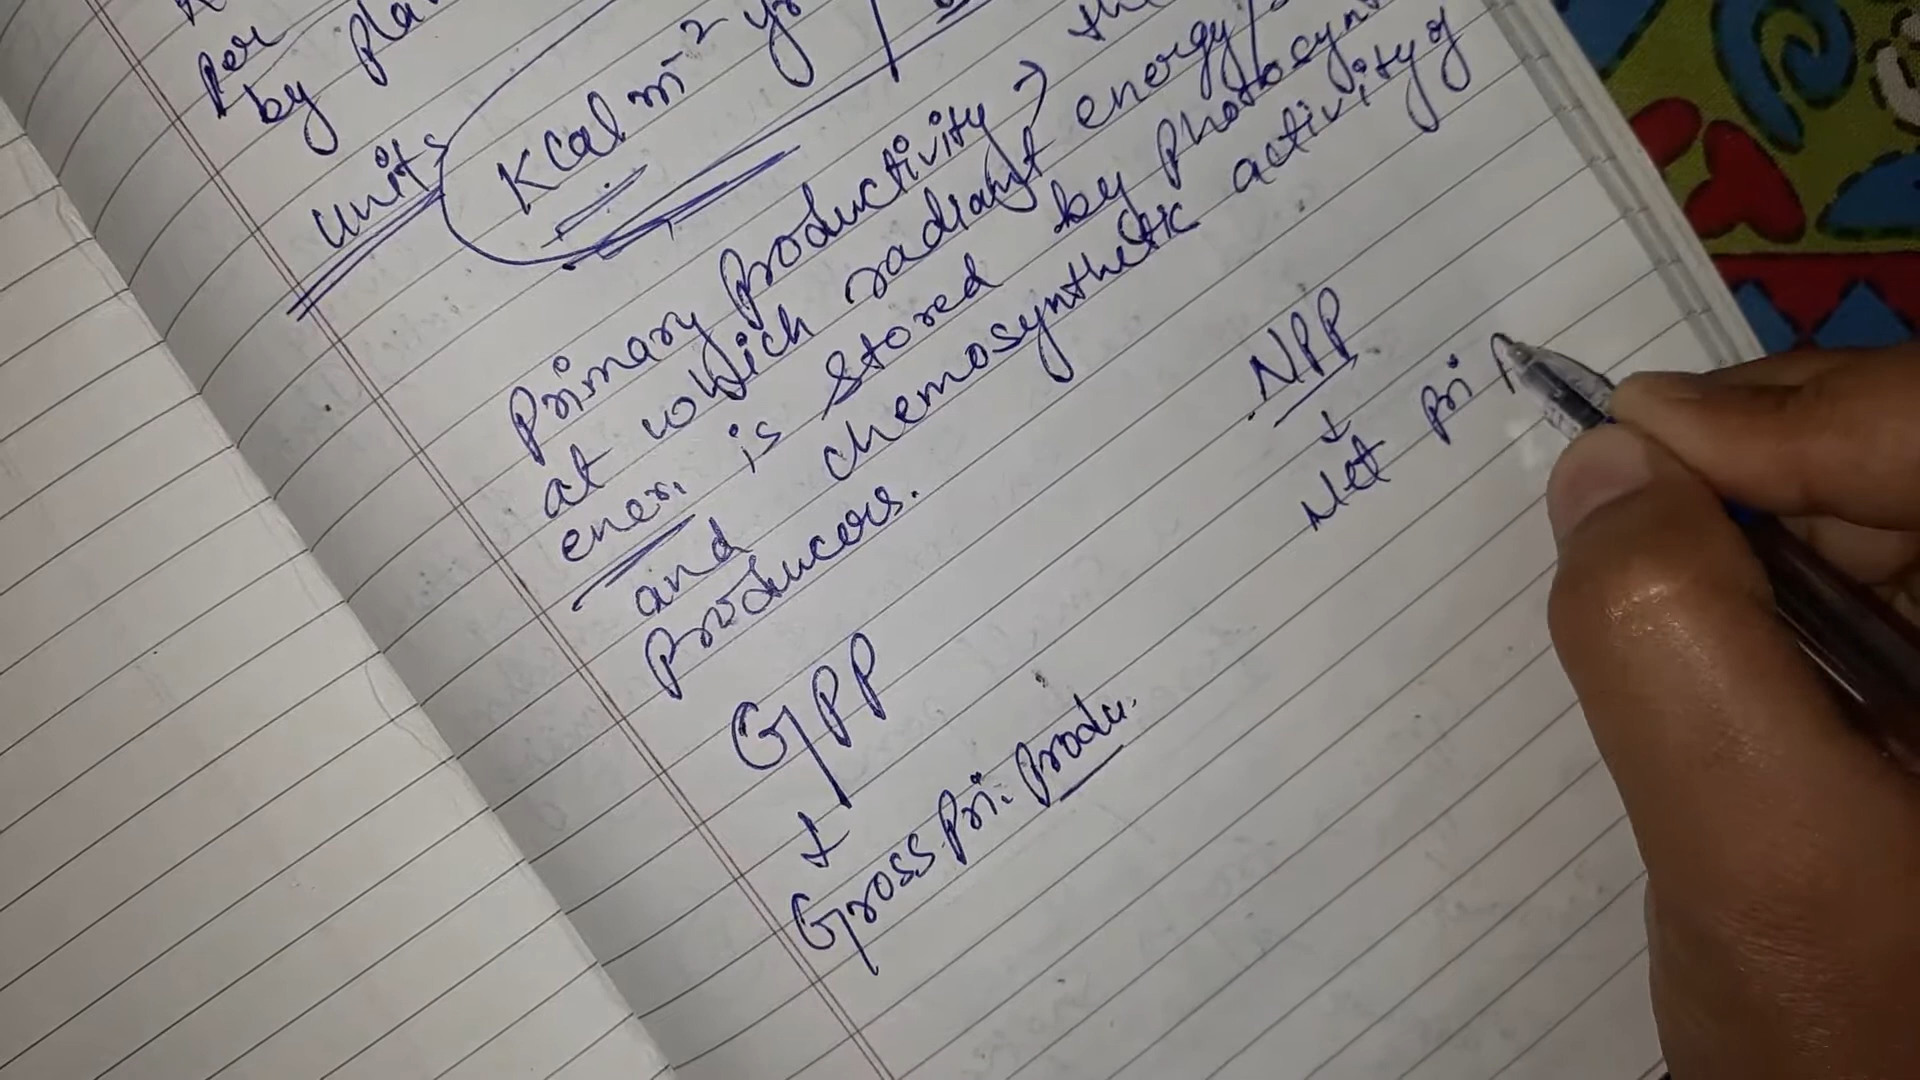 per
by pla
units Kcal m⁻² yr
Primary productivity → the
at which radiant energy/
ener. is stored by photosynt
and chemosynthetic activity of
producers.
GPP
↓
Gross Pri. Produ.
NPP
↓
Net Pri P